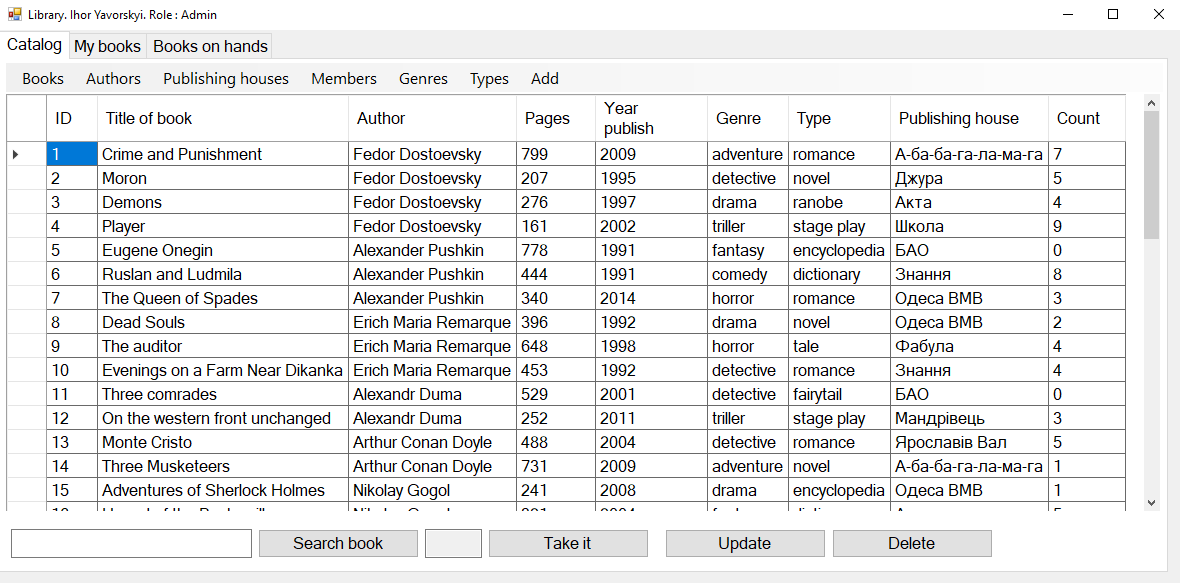 Library. Ihor Yavorskyi. Role : Admin
Catalog My books Books on hands
Books Authors Publishing houses Members Genres Types Add
ID Title of book Author Pages Year publish Genre Type Publishing house Count
1 Crime and Punishment Fedor Dostoevsky 799 2009 adventure romance А-ба-ба-га-ла-ма-га 7
2 Moron Fedor Dostoevsky 207 1995 detective novel Джура 5
3 Demons Fedor Dostoevsky 276 1997 drama ranobe Акта 4
4 Player Fedor Dostoevsky 161 2002 triller stage play Школа 9
5 Eugene Onegin Alexander Pushkin 778 1991 fantasy encyclopedia БАО 0
6 Ruslan and Ludmila Alexander Pushkin 444 1991 comedy dictionary Знання 8
7 The Queen of Spades Alexander Pushkin 340 2014 horror romance Одеса ВМВ 3
8 Dead Souls Erich Maria Remarque 396 1992 drama novel Одеса ВМВ 2
9 The auditor Erich Maria Remarque 648 1998 horror tale Фабула 4
10 Evenings on a Farm Near Dikanka Erich Maria Remarque 453 1992 detective romance Знання 4
11 Three comrades Alexandr Duma 529 2001 detective fairytail БАО 0
12 On the western front unchanged Alexandr Duma 252 2011 triller stage play Мандрівець 3
13 Monte Cristo Arthur Conan Doyle 488 2004 detective romance Ярославів Вал 5
14 Three Musketeers Arthur Conan Doyle 731 2009 adventure novel А-ба-ба-га-ла-ма-га 1
15 Adventures of Sherlock Holmes Nikolay Gogol 241 2008 drama encyclopedia Одеса ВМВ 1
Search book Take it Update Delete